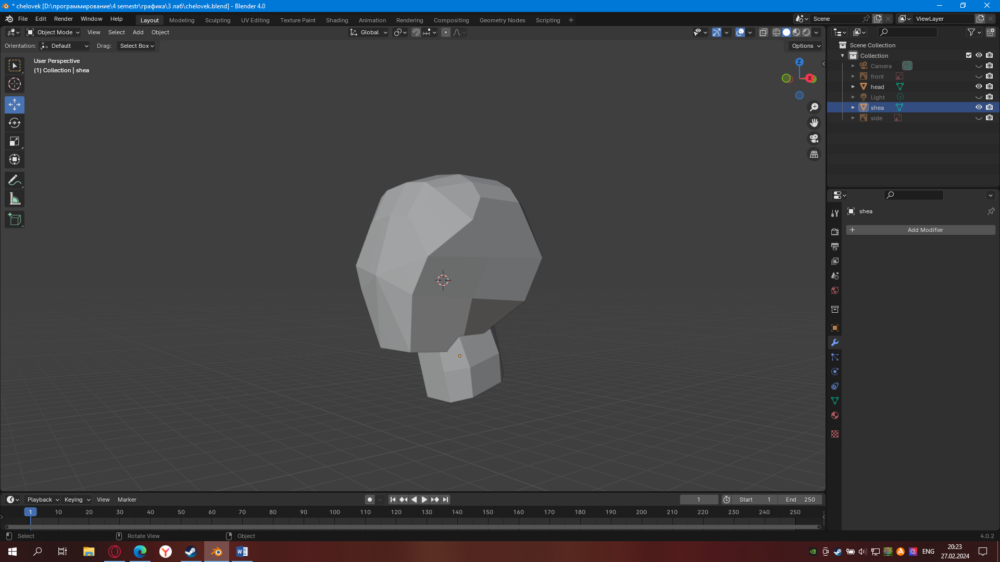 * chelovek [D:\программирование\4 semestr\графика\3 лаб\chelovek.blend] - Blender 4.0
File Edit Render Window Help Layout Modeling Sculpting UV Editing Texture Paint Shading Animation Rendering Compositing Geometry Nodes Scripting + Scene ViewLayer
Object Mode View Select Add Object Global
Orientation: Default Drag: Select Box Options
User Perspective
(1) Collection | shea
Z
X
Scene Collection
Collection
Camera
front
head
Light
shea
side
shea
+ Add Modifier
Playback Keying View Marker 1 Start 1 End 250
1 10 20 30 40 50 60 70 80 90 100 110 120 130 140 150 160 170 180 190 200 210 220 230 240 250
Select Rotate View Object 4.0.2
ENG
20:23
27.02.2024